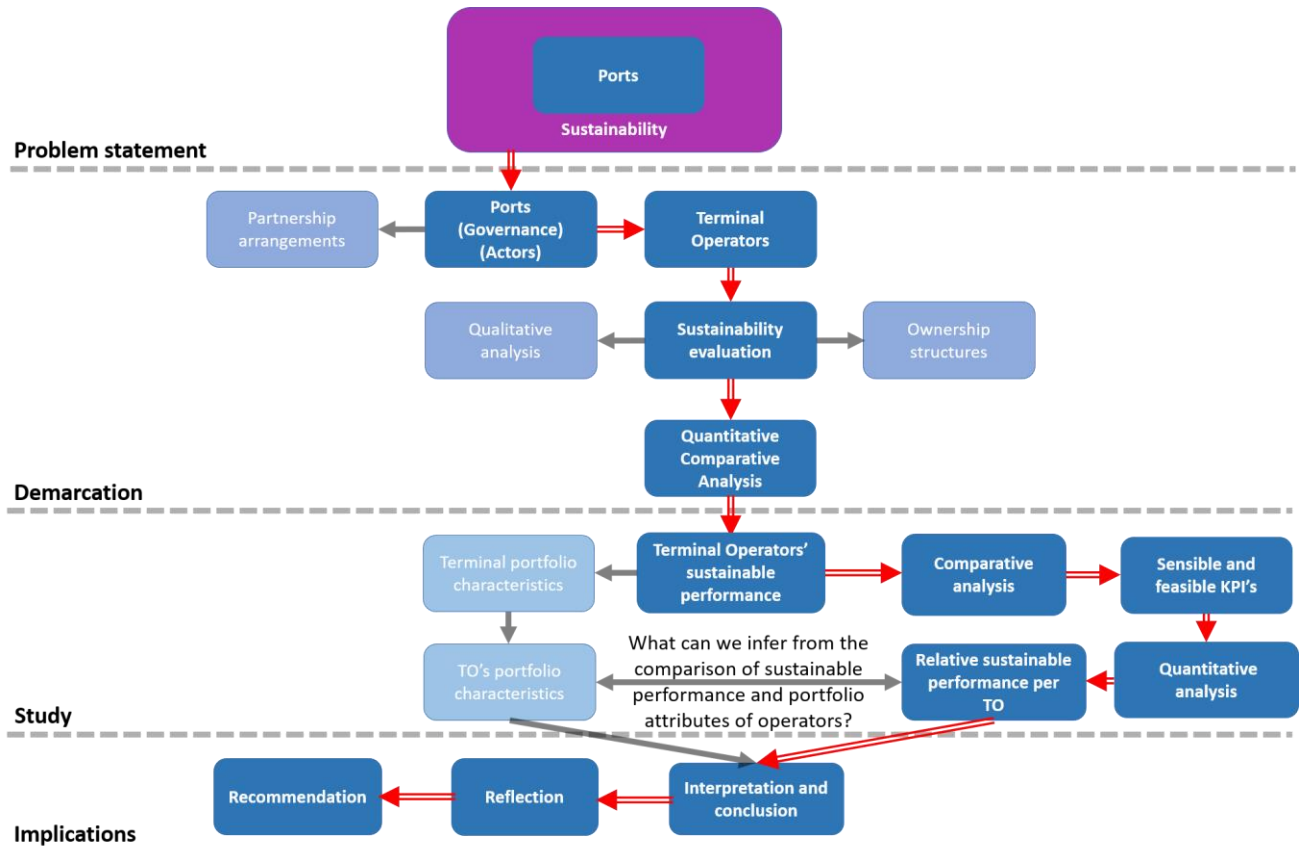 Ports
Sustainability
Problem statement
Partnership
arrangements
Ports
(Governance)
(Actors)
Terminal
Operators
Qualitative
analysis
Sustainability
evaluation
Ownership
structures
Quantitative
Comparative
Analysis
Demarcation
Terminal portfolio
characteristics
Terminal Operators’
sustainable
performance
Comparative
analysis
Sensible and
feasible KPI’s
TO’s portfolio
characteristics
What can we infer from the
comparison of sustainable
performance and portfolio
attributes of operators?
Relative sustainable
performance per
TO
Quantitative
analysis
Study
Recommendation
Reflection
Interpretation and
conclusion
Implications